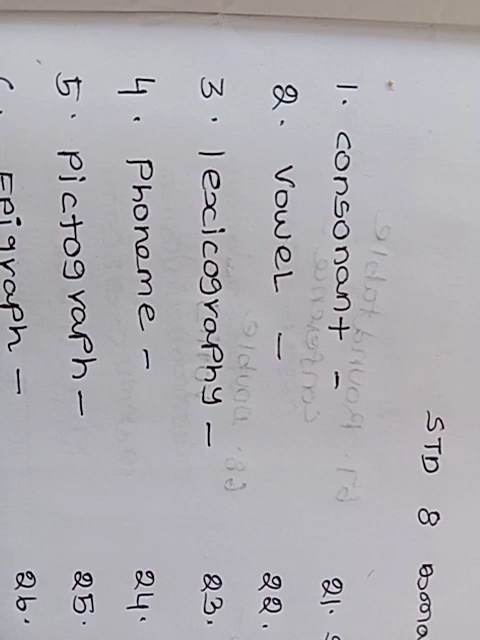 STD 8
1. consonant - 21.
2. Vowel - 22.
3. lexicography - 23.
4. Phoneme - 24.
5. Pictograph - 25.
6. Epigraph - 26.